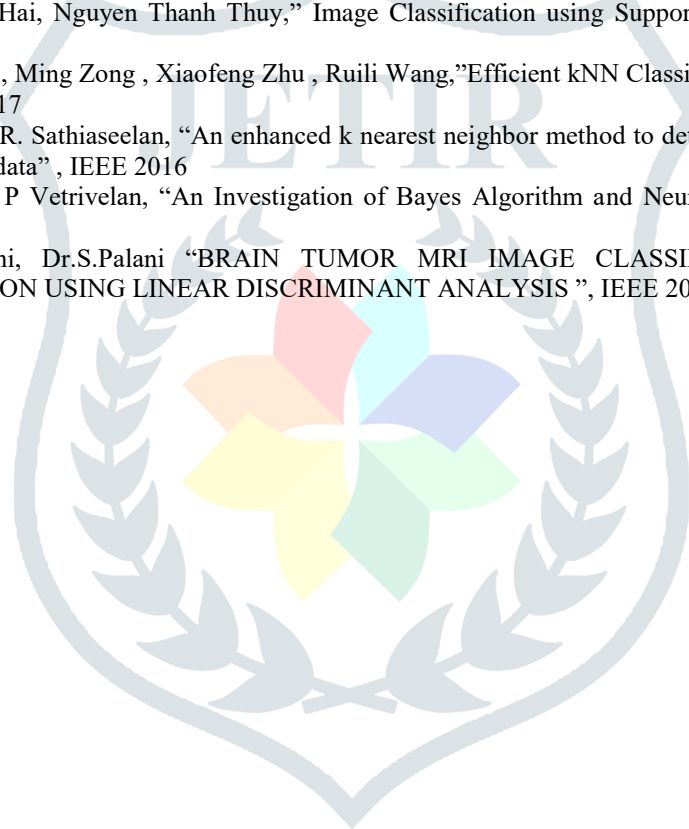 Hai, Nguyen Thanh Thuy,” Image Classification using Suppor
, Ming Zong , Xiaofeng Zhu , Ruili Wang,”Efficient kNN Classi
17
R. Sathiaseelan, “An enhanced k nearest neighbor method to de
data” , IEEE 2016
P Vetrivelan, “An Investigation of Bayes Algorithm and Neu
ni, Dr.S.Palani “BRAIN TUMOR MRI IMAGE CLASSI
ON USING LINEAR DISCRIMINANT ANALYSIS ”, IEEE 20
JETIR